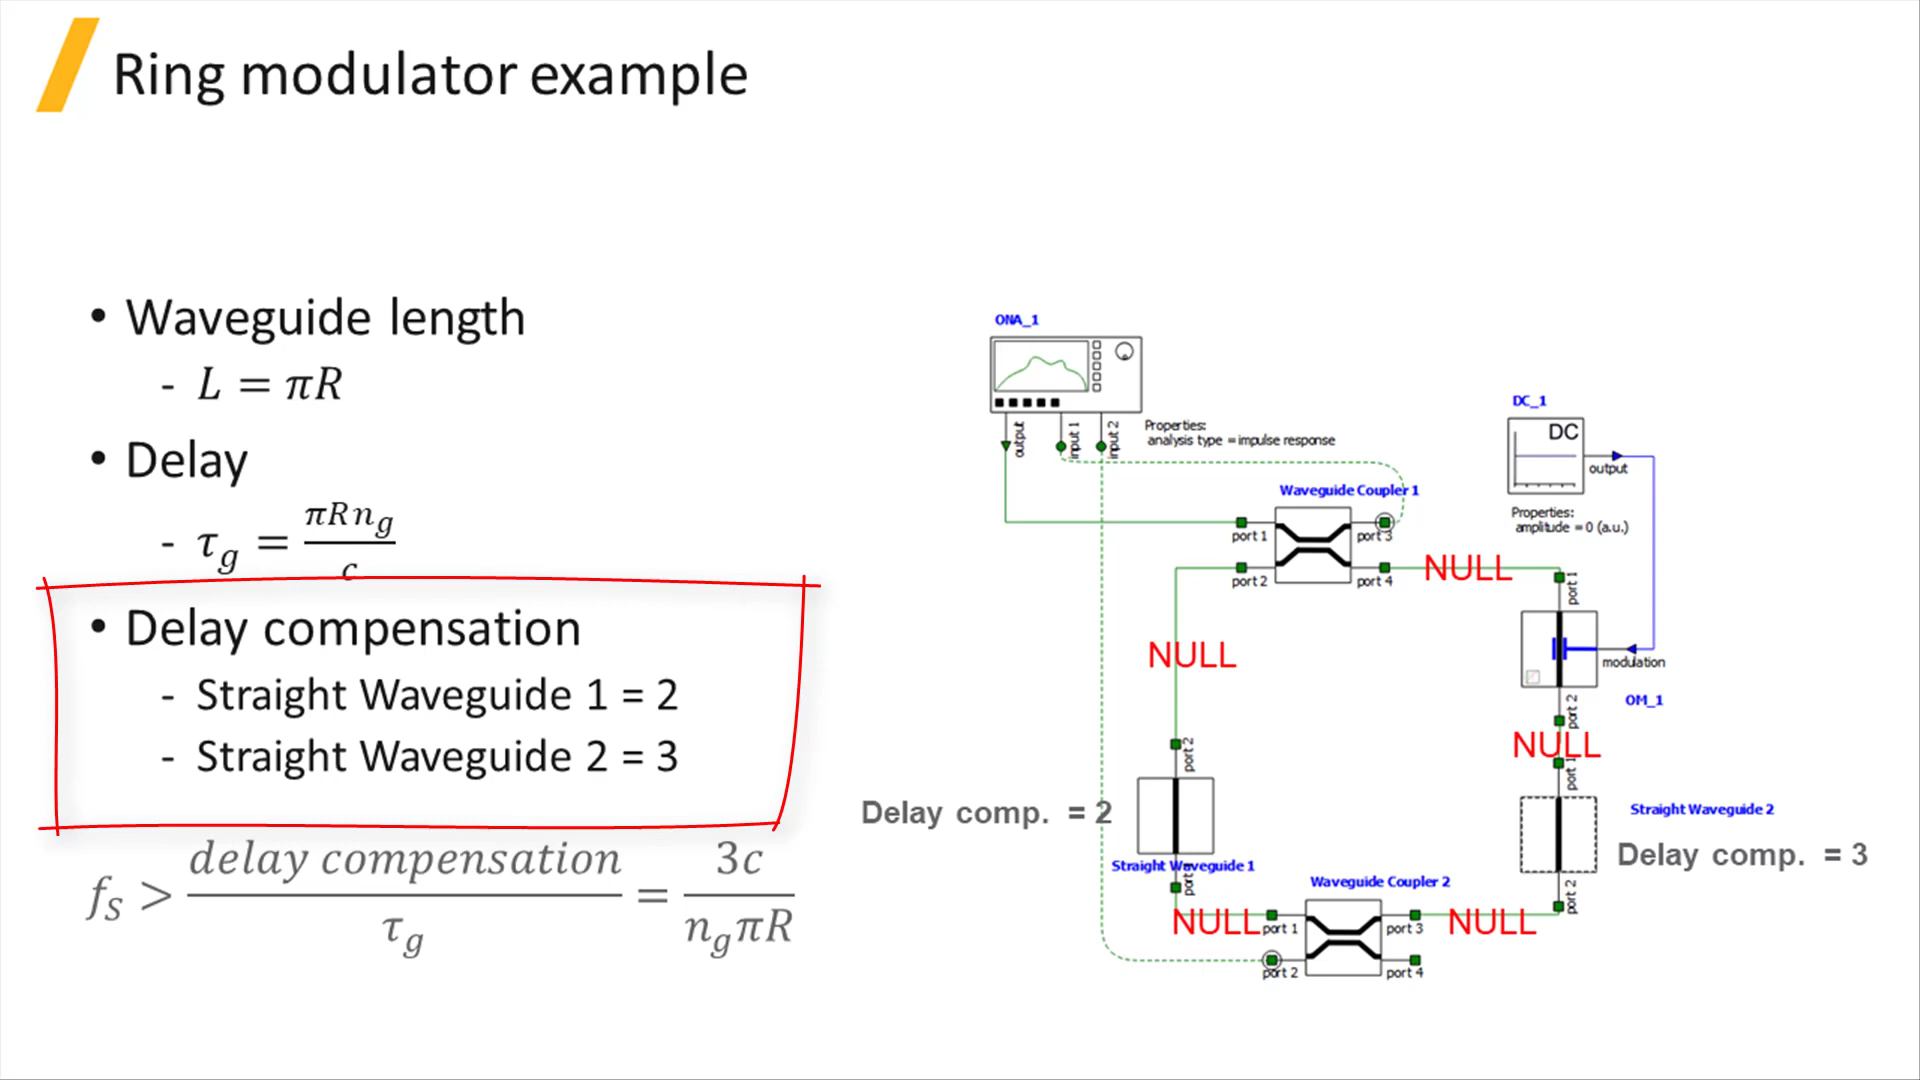 Ring modulator example
• Waveguide length
- L = πR
• Delay
- τg = πRng / c
• Delay compensation
- Straight Waveguide 1 = 2
- Straight Waveguide 2 = 3
fS > delay compensation / τg = 3c / ngπR
ONA_1
output
input 1
input 2
Properties:
analysis type = impulse response
DC_1
DC
output
Properties:
amplitude = 0 (a.u.)
Waveguide Coupler 1
port 1
port 3
port 2
port 4
NULL
port 1
modulation
OM_1
port 2
NULL
NULL
port 1
port 2
Delay comp. = 2
Straight Waveguide 1
port 1
Straight Waveguide 2
Delay comp. = 3
port 2
Waveguide Coupler 2
NULL
port 1
port 3
NULL
port 2
port 4